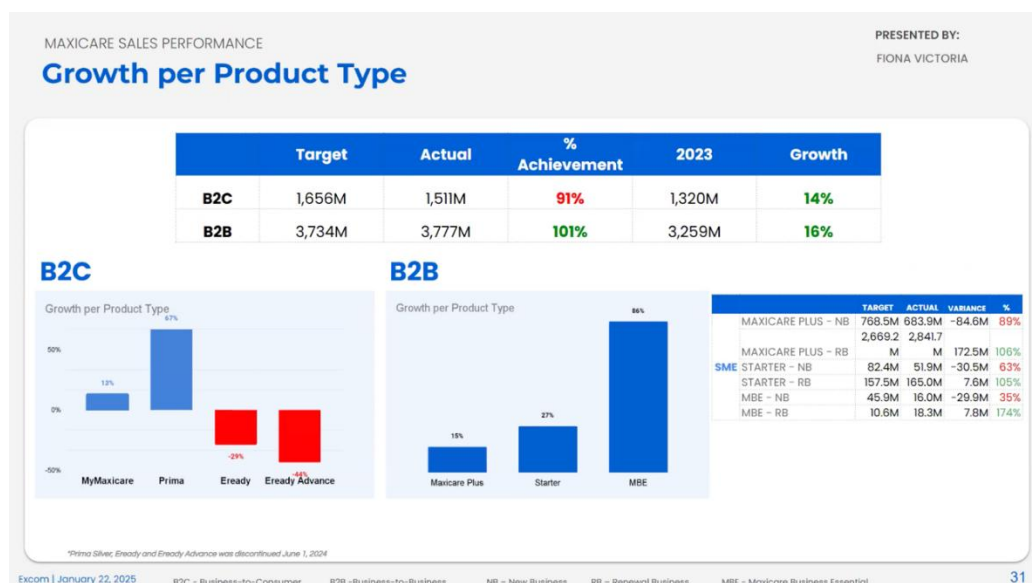 MAXICARE SALES PERFORMANCE
Growth per Product Type
PRESENTED BY:
FIONA VICTORIA
Target Actual % Achievement 2023 Growth
B2C 1,656M 1,511M 91% 1,320M 14%
B2B 3,734M 3,777M 101% 3,259M 16%
B2C
Growth per Product Type
50%
0%
-50%
13%
67%
-29%
-44%
MyMaxicare Prima Eready Eready Advance
B2B
Growth per Product Type
15%
27%
86%
Maxicare Plus Starter MBE
TARGET ACTUAL VARIANCE %
SME
MAXICARE PLUS - NB 768.5M 683.9M -84.6M 89%
MAXICARE PLUS - RB 2,669.2 M 2,841.7 M 172.5M 106%
STARTER - NB 82.4M 51.9M -30.5M 63%
STARTER - RB 157.5M 165.0M 7.6M 105%
MBE - NB 45.9M 16.0M -29.9M 35%
MBE - RB 10.6M 18.3M 7.8M 174%
*Prima Silver, Eready and Eready Advance was discontinued June 1, 2024
Excom | January 22, 2025
B2C - Business-to-Consumer B2B -Business-to-Business NB - New Business RB - Renewal Business MBE - Maxicare Business Essential
31